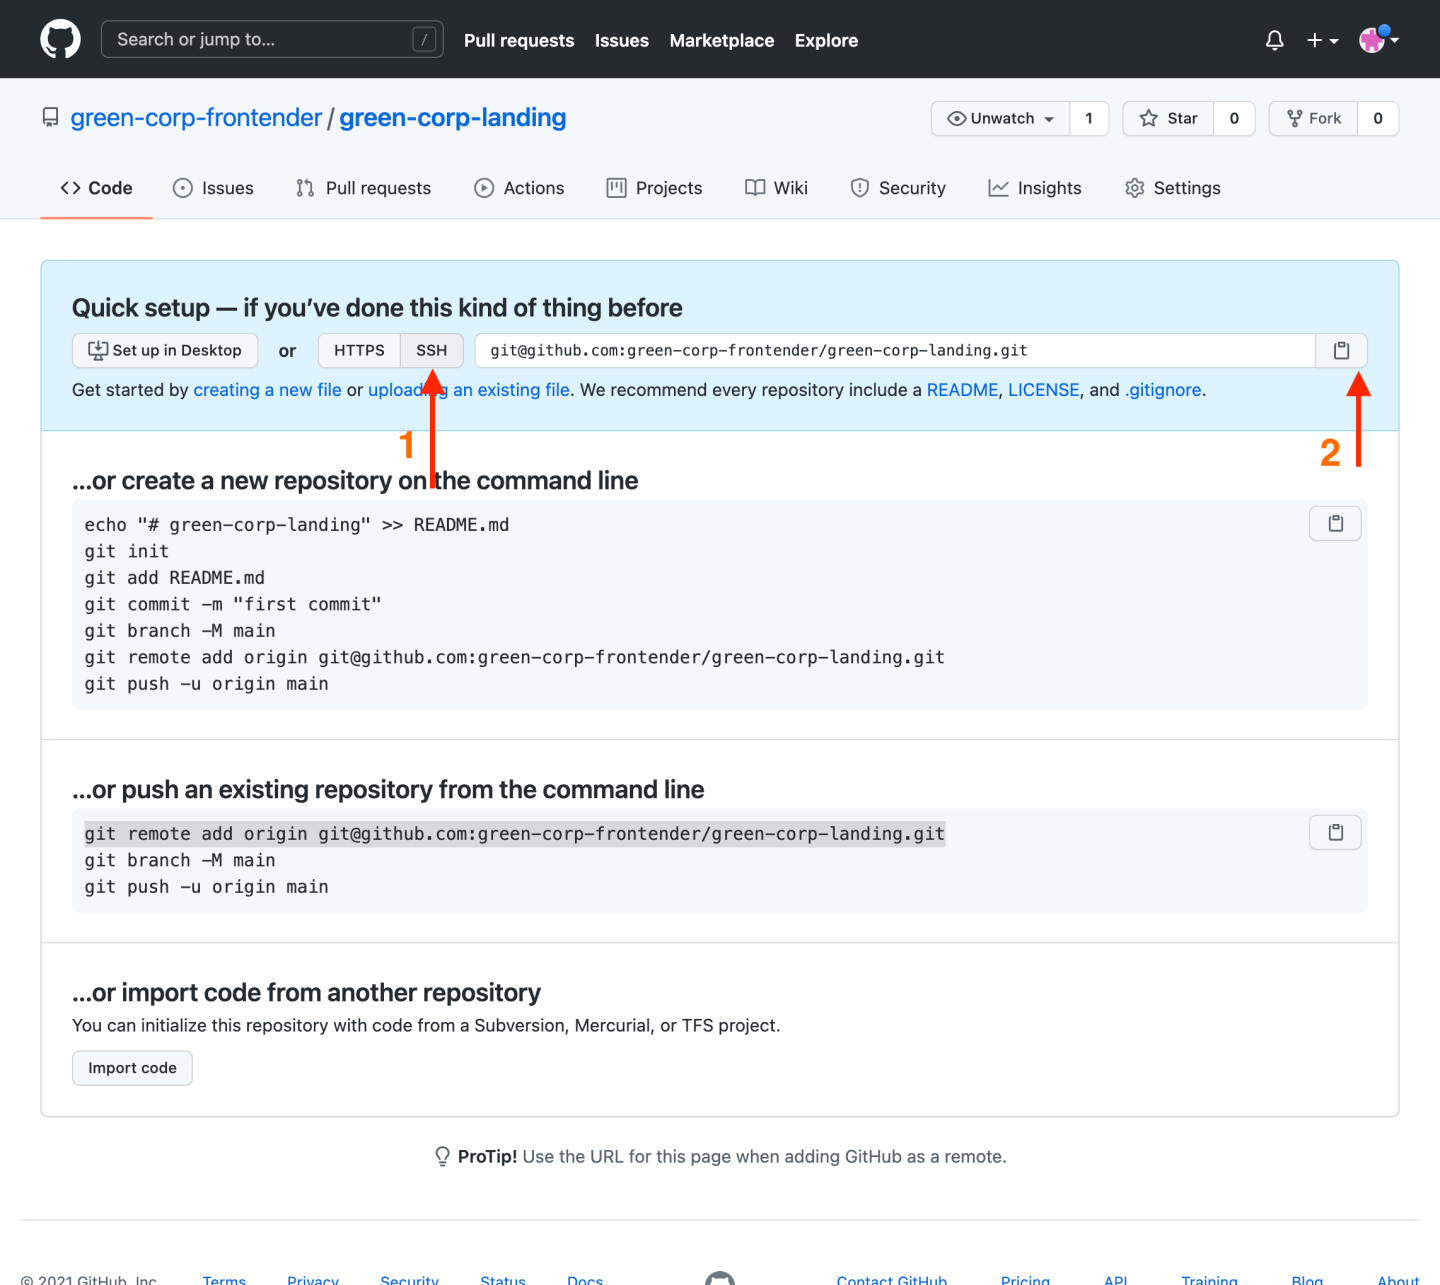 Search or jump to... / Pull requests Issues Marketplace Explore
green-corp-frontender / green-corp-landing Unwatch 1 Star 0 Fork 0
Code Issues Pull requests Actions Projects Wiki Security Insights Settings
Quick setup — if you’ve done this kind of thing before
Set up in Desktop or HTTPS SSH git@github.com:green-corp-frontender/green-corp-landing.git
Get started by creating a new file or uploading an existing file. We recommend every repository include a README, LICENSE, and .gitignore.
1 2
...or create a new repository on the command line
echo "# green-corp-landing" >> README.md
git init
git add README.md
git commit -m "first commit"
git branch -M main
git remote add origin git@github.com:green-corp-frontender/green-corp-landing.git
git push -u origin main
...or push an existing repository from the command line
git remote add origin git@github.com:green-corp-frontender/green-corp-landing.git
git branch -M main
git push -u origin main
...or import code from another repository
You can initialize this repository with code from a Subversion, Mercurial, or TFS project.
Import code
ProTip! Use the URL for this page when adding GitHub as a remote.
© 2021 GitHub, Inc. Terms Privacy Security Status Docs Contact GitHub Pricing API Training Blog About